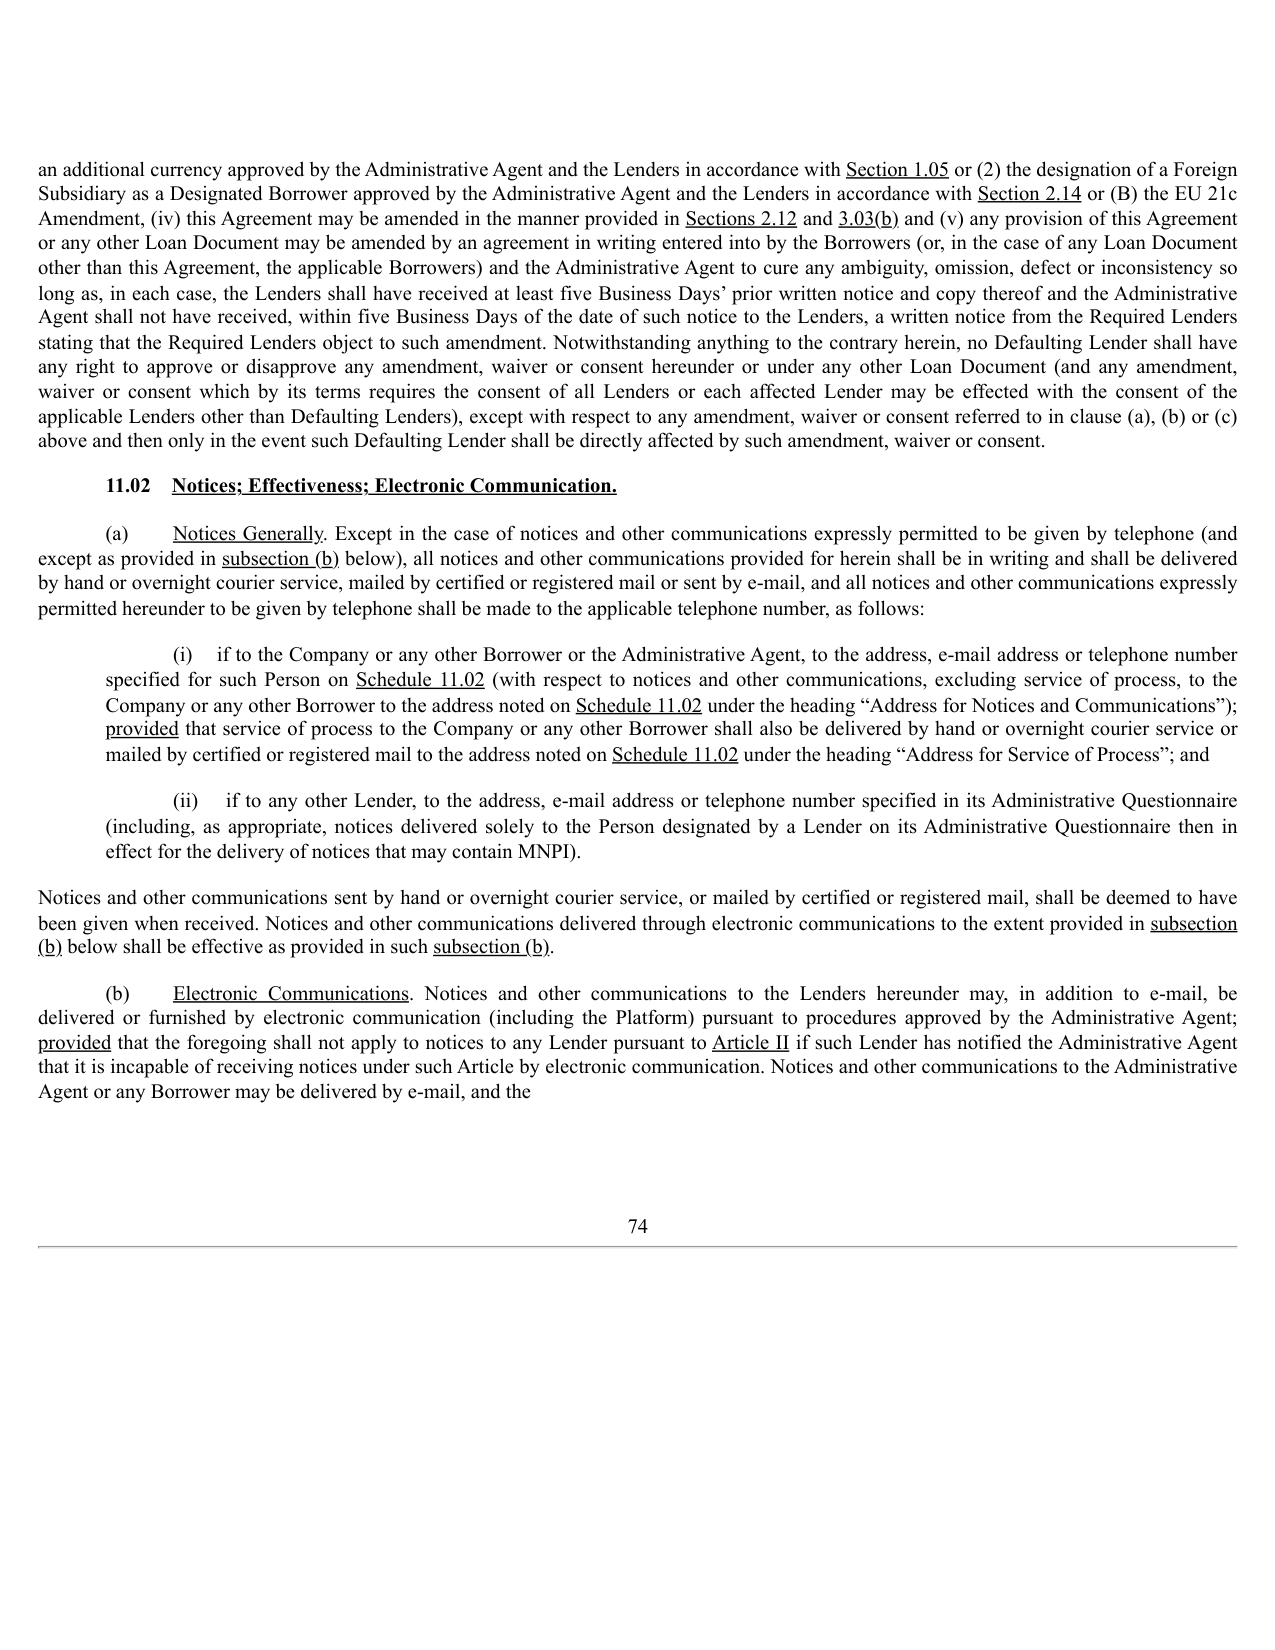 an additional currency approved by the Administrative Agent and the Lenders in accordance with Section 1.05 or (2) the designation of a Foreign
Subsidiary as a Designated Borrower approved by the Administrative Agent and the Lenders in accordance with Section 2.14 or (B) the EU 21c
Amendment, (iv) this Agreement may be amended in the manner provided in Sections 2.12 and 3.03(b) and (v) any provision of this Agreement
or any other Loan Document may be amended by an agreement in writing entered into by the Borrowers (or, in the case of any Loan Document
other than this Agreement, the applicable Borrowers) and the Administrative Agent to cure any ambiguity, omission, defect or inconsistency so
long as, in each case, the Lenders shall have received at least five Business Days’ prior written notice and copy thereof and the Administrative
Agent shall not have received, within five Business Days of the date of such notice to the Lenders, a written notice from the Required Lenders
stating that the Required Lenders object to such amendment. Notwithstanding anything to the contrary herein, no Defaulting Lender shall have
any right to approve or disapprove any amendment, waiver or consent hereunder or under any other Loan Document (and any amendment,
waiver or consent which by its terms requires the consent of all Lenders or each affected Lender may be effected with the consent of the
applicable Lenders other than Defaulting Lenders), except with respect to any amendment, waiver or consent referred to in clause (a), (b) or (c)
above and then only in the event such Defaulting Lender shall be directly affected by such amendment, waiver or consent.
11.02 Notices; Effectiveness; Electronic Communication.
(a) Notices Generally. Except in the case of notices and other communications expressly permitted to be given by telephone (and
except as provided in subsection (b) below), all notices and other communications provided for herein shall be in writing and shall be delivered
by hand or overnight courier service, mailed by certified or registered mail or sent by e-mail, and all notices and other communications expressly
permitted hereunder to be given by telephone shall be made to the applicable telephone number, as follows:
(i) if to the Company or any other Borrower or the Administrative Agent, to the address, e-mail address or telephone number
specified for such Person on Schedule 11.02 (with respect to notices and other communications, excluding service of process, to the
Company or any other Borrower to the address noted on Schedule 11.02 under the heading “Address for Notices and Communications”);
provided that service of process to the Company or any other Borrower shall also be delivered by hand or overnight courier service or
mailed by certified or registered mail to the address noted on Schedule 11.02 under the heading “Address for Service of Process”; and
(ii) if to any other Lender, to the address, e-mail address or telephone number specified in its Administrative Questionnaire
(including, as appropriate, notices delivered solely to the Person designated by a Lender on its Administrative Questionnaire then in
effect for the delivery of notices that may contain MNPI).
Notices and other communications sent by hand or overnight courier service, or mailed by certified or registered mail, shall be deemed to have
been given when received. Notices and other communications delivered through electronic communications to the extent provided in subsection
(b) below shall be effective as provided in such subsection (b).
(b) Electronic Communications. Notices and other communications to the Lenders hereunder may, in addition to e-mail, be
delivered or furnished by electronic communication (including the Platform) pursuant to procedures approved by the Administrative Agent;
provided that the foregoing shall not apply to notices to any Lender pursuant to Article II if such Lender has notified the Administrative Agent
that it is incapable of receiving notices under such Article by electronic communication. Notices and other communications to the Administrative
Agent or any Borrower may be delivered by e-mail, and the
74